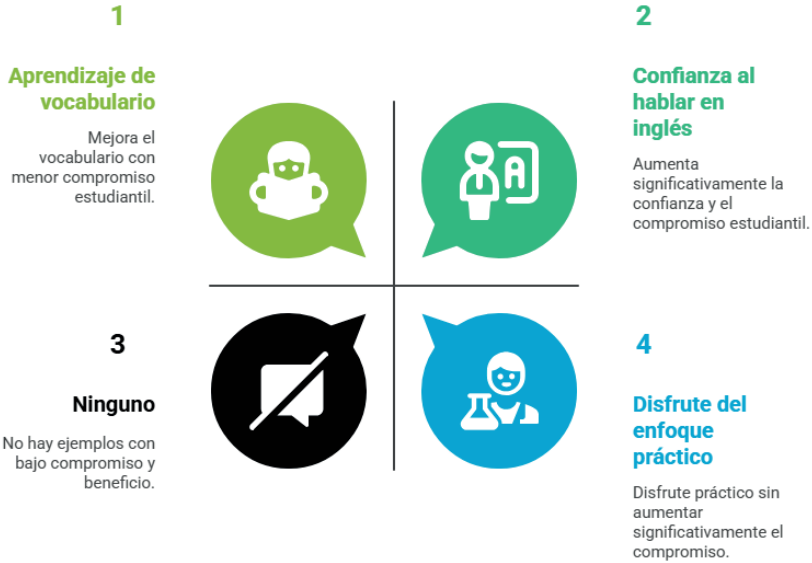 1
Aprendizaje de
vocabulario
Mejora el
vocabulario con
menor compromiso
estudiantil.
2
Confianza al
hablar en
inglés
Aumenta
significativamente la
confianza y el
compromiso estudiantil.
A
3
Ninguno
No hay ejemplos con
bajo compromiso y
beneficio.
4
Disfrute del
enfoque
práctico
Disfrute práctico sin
aumentar
significativamente el
compromiso.